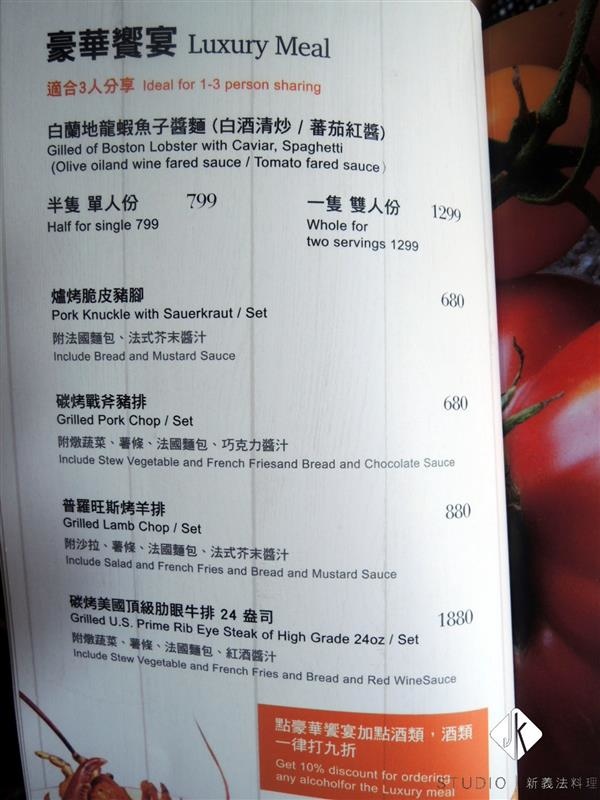 豪華饗宴 Luxury Meal
適合3人分享 Ideal for 1-3 person sharing
白蘭地龍蝦魚子醬麵 (白酒清炒 / 蕃茄紅醬)
Gilled of Boston Lobster with Caviar, Spaghetti
(Olive oiland wine fared sauce / Tomato fared sauce)
半隻 單人份 799
Half for single 799
一隻 雙人份 1299
Whole for
two servings 1299
爐烤脆皮豬腳 680
Pork Knuckle with Sauerkraut / Set
附法國麵包、法式芥末醬汁
Include Bread and Mustard Sauce
碳烤戰斧豬排 680
Grilled Pork Chop / Set
附燉蔬菜、薯條、法國麵包、巧克力醬汁
Include Stew Vegetable and French Friesand Bread and Chocolate Sauce
普羅旺斯烤羊排 880
Grilled Lamb Chop / Set
附沙拉、薯條、法國麵包、法式芥末醬汁
Include Salad and French Fries and Bread and Mustard Sauce
碳烤美國頂級肋眼牛排 24 盎司 1880
Grilled U.S. Prime Rib Eye Steak of High Grade 24oz / Set
附燉蔬菜、薯條、法國麵包、紅酒醬汁
Include Stew Vegetable and French Fries and Bread and Red WineSauce
點豪華饗宴加點酒類，酒類
一律打九折
Get 10% discount for ordering
any alcoholfor the Luxury meal
JK
STUDIO 新義法料理